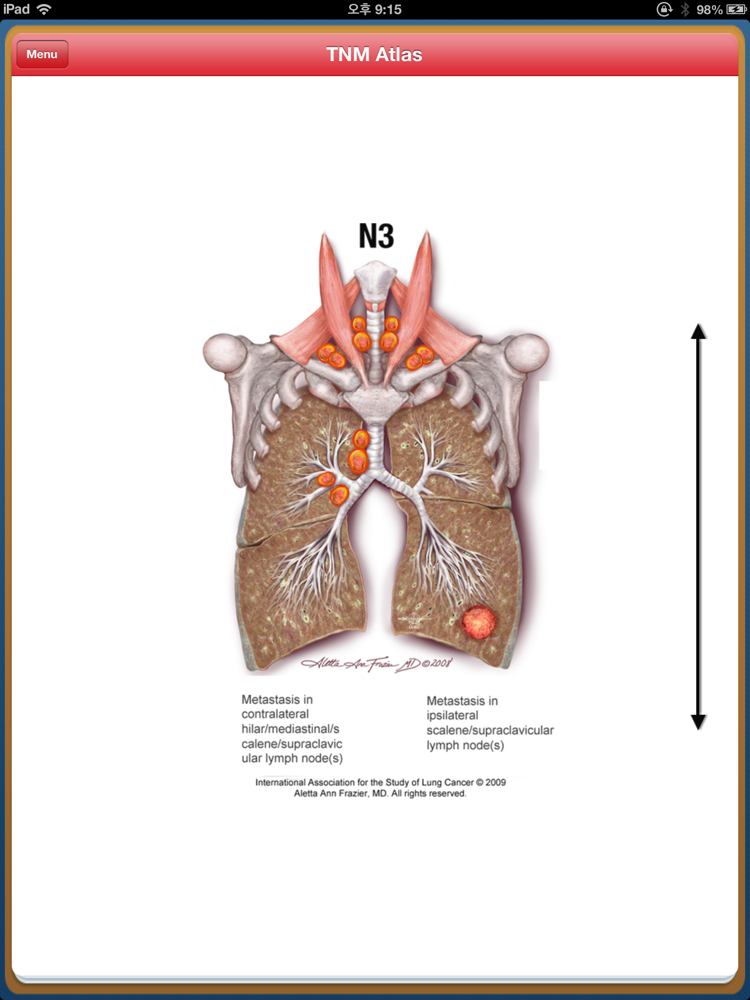 iPad 오후 9:15 98%
Menu TNM Atlas
N3
Aletta Ann Frazier MD © 2008
Metastasis in
contralateral
hilar/mediastinal/s
calene/supraclavic
ular lymph node(s)
Metastasis in
ipsilateral
scalene/supraclavicular
lymph node(s)
International Association for the Study of Lung Cancer © 2009
Aletta Ann Frazier, MD. All rights reserved.